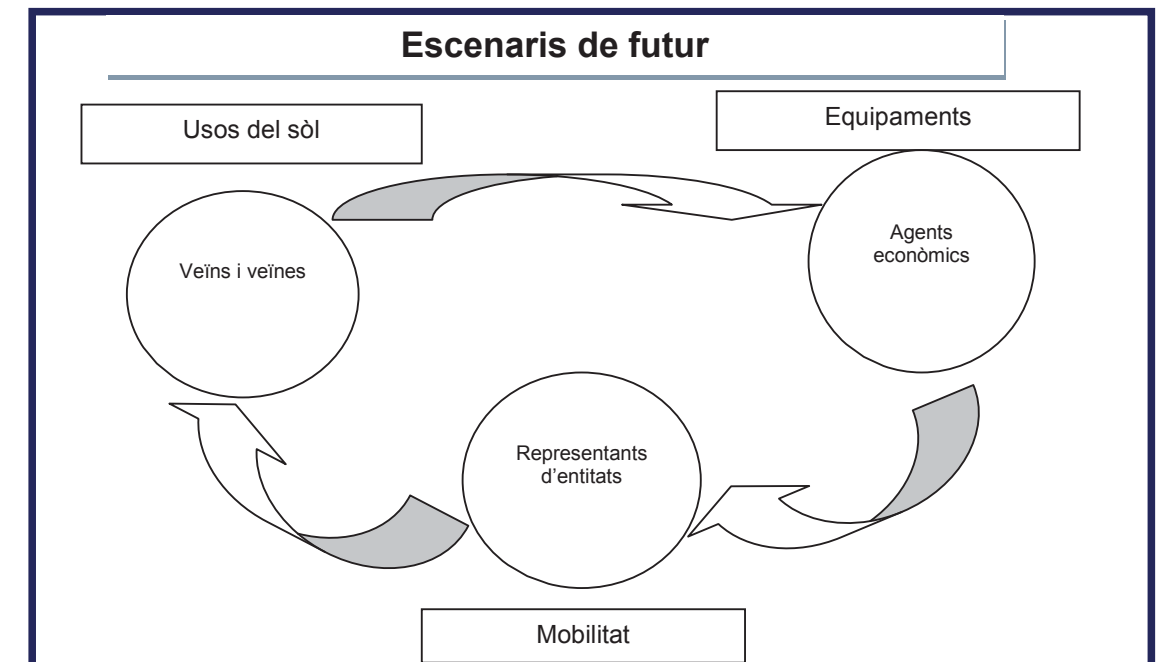 Escenaris de futur
Usos del sòl
Equipaments
Veïns i veïnes
Agents
econòmics
Representants
d’entitats
Mobilitat